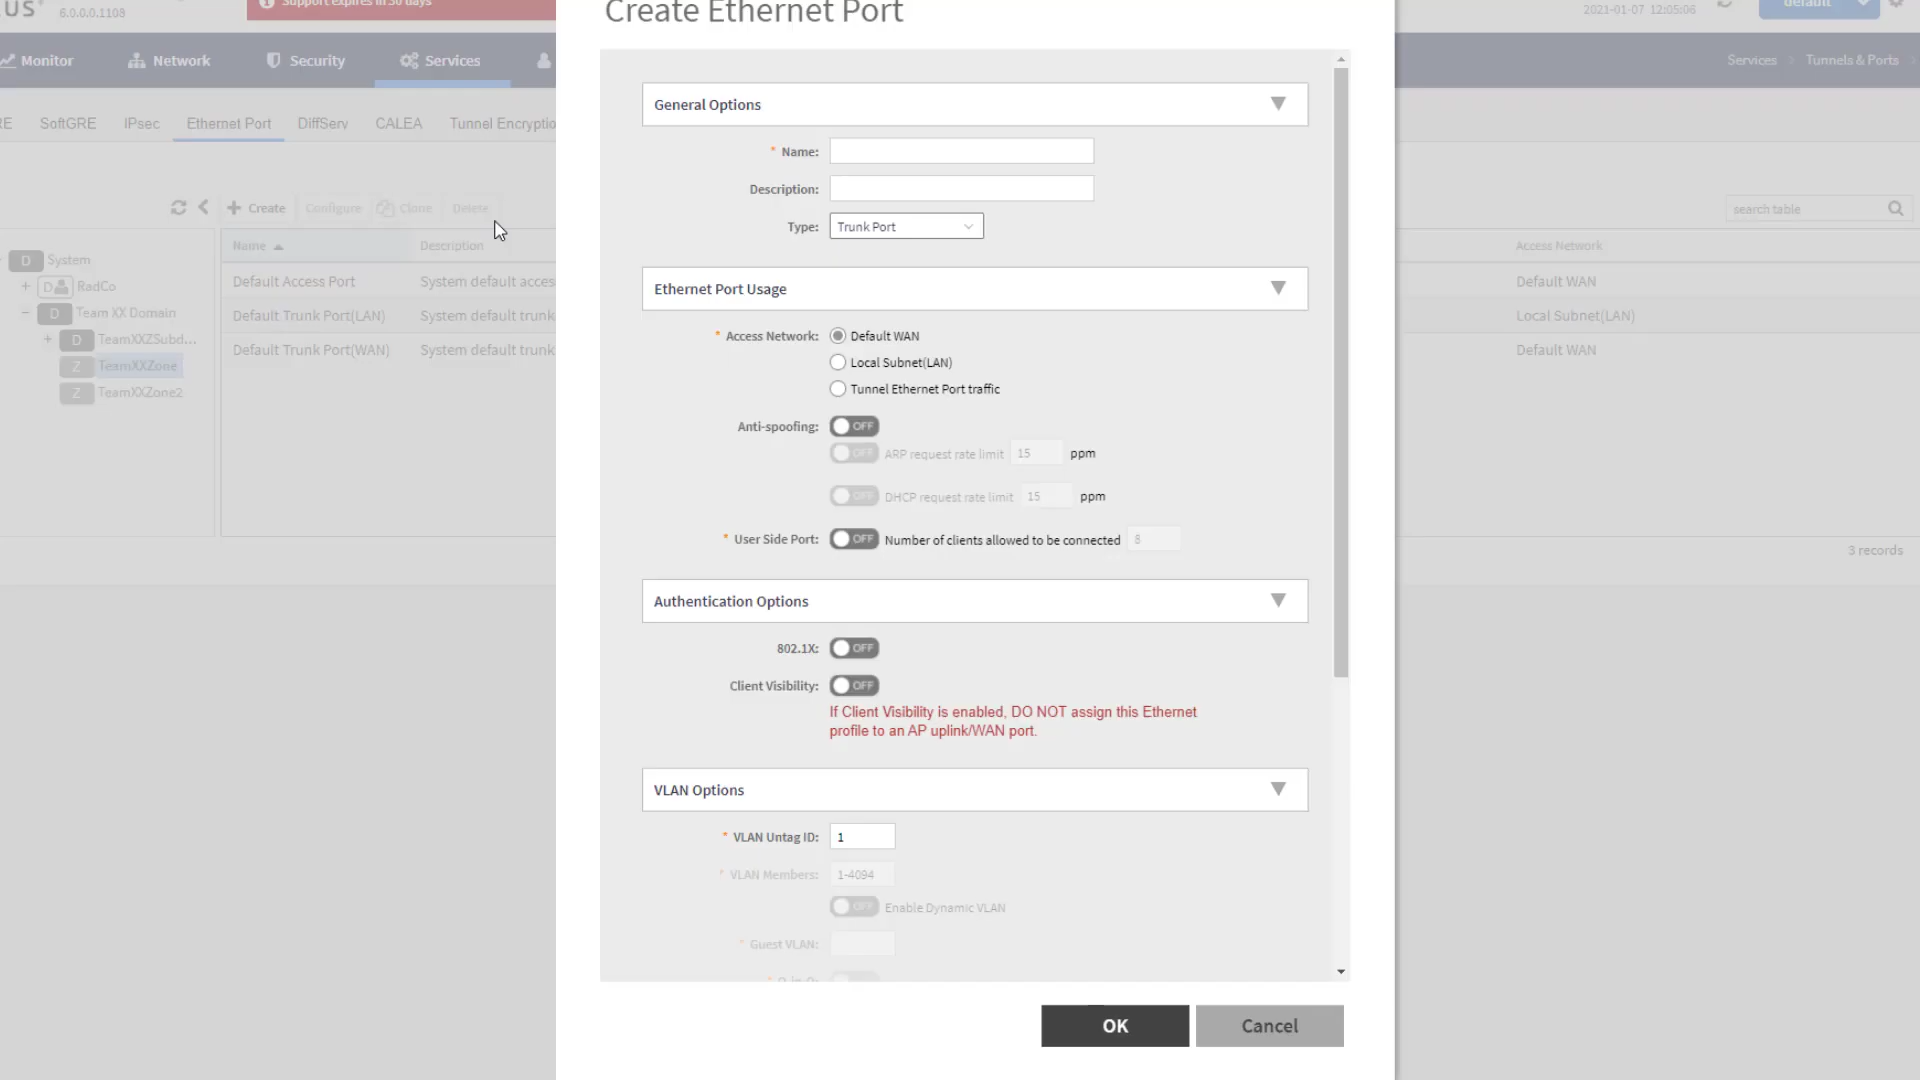 US
6.0.0.0.1108
Support expires in 30 days
Create Ethernet Port
2021-01-07 12:05:06
default
Monitor
Network
Security
Services
Services
Tunnels & Ports
RE
SoftGRE
IPsec
Ethernet Port
DiffServ
CALEA
Tunnel Encryptio
Create
Configure
Clone
Delete
search table
Name
Description
Access Network
System
D
RadCo
D
Team XX Domain
D
D
TeamXXZSubd...
Z
TeamXXZone
Z
TeamXXZone2
Default Access Port
System default acces
Default WAN
Default Trunk Port(LAN)
System default trunk
Local Subnet(LAN)
Default Trunk Port(WAN)
System default trunk
Default WAN
3 records
General Options
* Name:
Description:
Type:
Trunk Port
Ethernet Port Usage
* Access Network:
Default WAN
Local Subnet(LAN)
Tunnel Ethernet Port traffic
Anti-spoofing:
OFF
OFF
ARP request rate limit
15
ppm
OFF
DHCP request rate limit
15
ppm
* User Side Port:
OFF
Number of clients allowed to be connected
8
Authentication Options
802.1X:
OFF
Client Visibility:
OFF
If Client Visibility is enabled, DO NOT assign this Ethernet
profile to an AP uplink/WAN port.
VLAN Options
* VLAN Untag ID:
1
* VLAN Members:
1-4094
OFF
Enable Dynamic VLAN
* Guest VLAN:
OK
Cancel